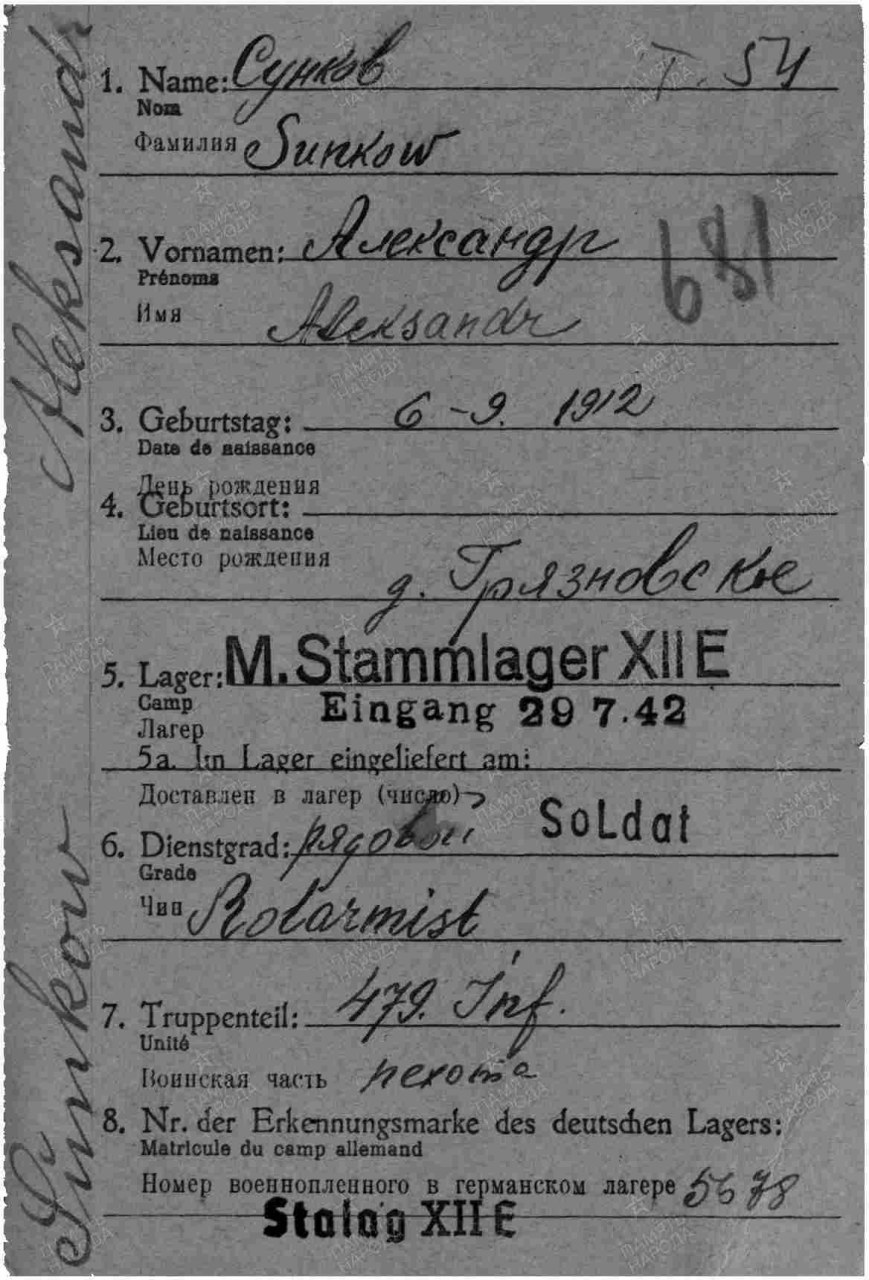 1. Name: Сунков T. 54
Nom
Фамилия Sunkow
2. Vornamen: Александр
Prénoms 681
Имя Aleksandr
3. Geburtstag: 6-9. 1912
Date de naissance
День рождения
4. Geburtsort:
Lieu de naissance
Место рождения
д. Грязновское
5. Lager: M. Stammlager XII E
Camp Eingang 29 7.42
Лагерь
5a. Im Lager eingeliefert am:
Доставлен в лагер (число)
6. Dienstgrad: рядовой Soldat
Grade
Чин Rotarmist
7. Truppenteil: 479. Inf.
Unité
Воинская часть пехота
8. Nr. der Erkennungsmarke des deutschen Lagers:
Matricule du camp allemand
Номер военнопленного в германском лагере 5678
Stalag XII E
Sunkow Aleksandr